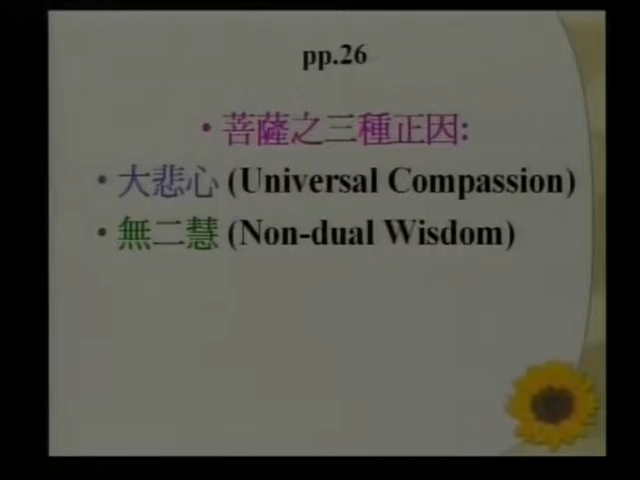 pp.26
• 菩薩之三種正因:
• 大悲心 (Universal Compassion)
• 無二慧 (Non-dual Wisdom)